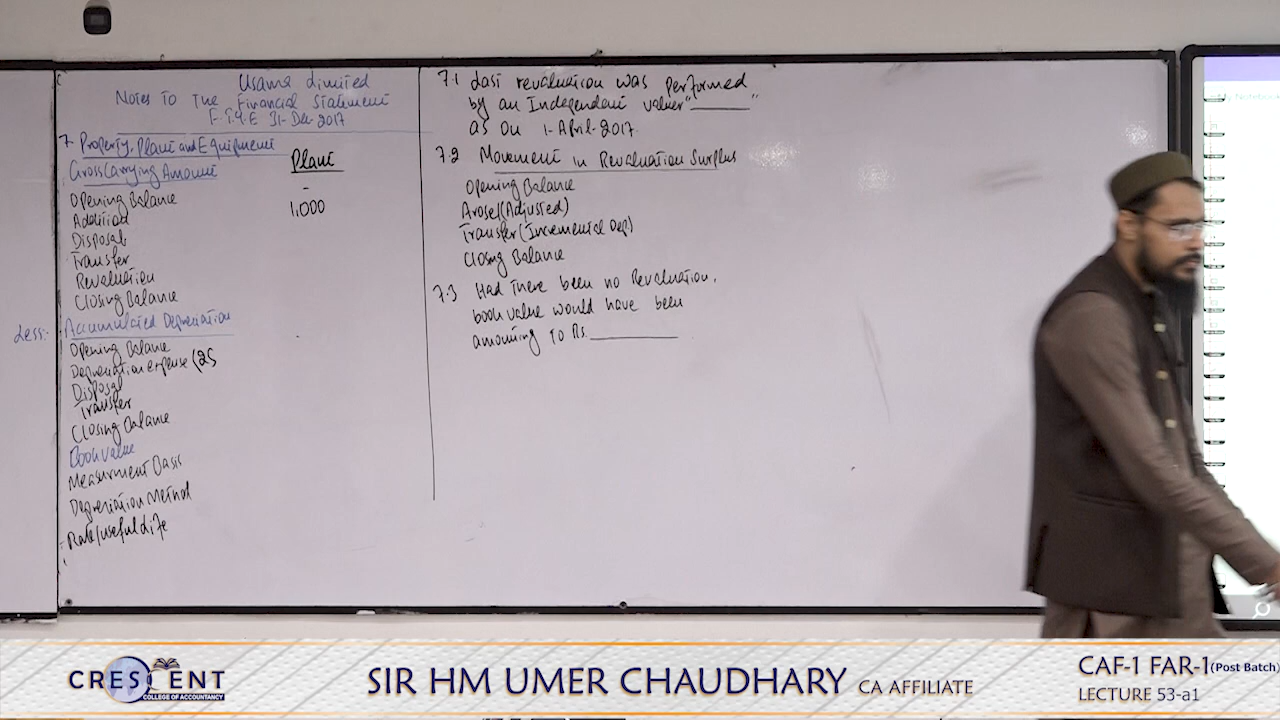 Usama Limited
Notes To The Financial Statement
F.T.Y.E 31-Dec-2017
7 Property, Plant and Equipments
Plant
Gross Carrying Amount
Opening Balance -
Addition 1,000
Disposal
Transfer
Revaluation
Closing Balance
Less:- Accumulated Depreciation
Opening Balance
Depreciation expense (25
Disposal
Transfer
Closing Balance
Book value
Measurment Basis
Depreciation Method
Rate/useful life
7.1 Last revaluation was performed
by an Independent valuer "______"
as on 1-April-2017.
7.2 Movment in Revaluation Surplus
Opening Balance
Arose/(Adjusted)
Transfer (Incremental Dep.)
Closing Balance
7.3 Had there been no Revaluation,
book value would have been
amounting to Rs.______
Notebook
CRESCENT
COLLEGE OF ACCOUNTANCY
SIR HM UMER CHAUDHARY CA AFFILIATE
CAF-1 FAR-1 (Post Batch)
LECTURE 53-a1